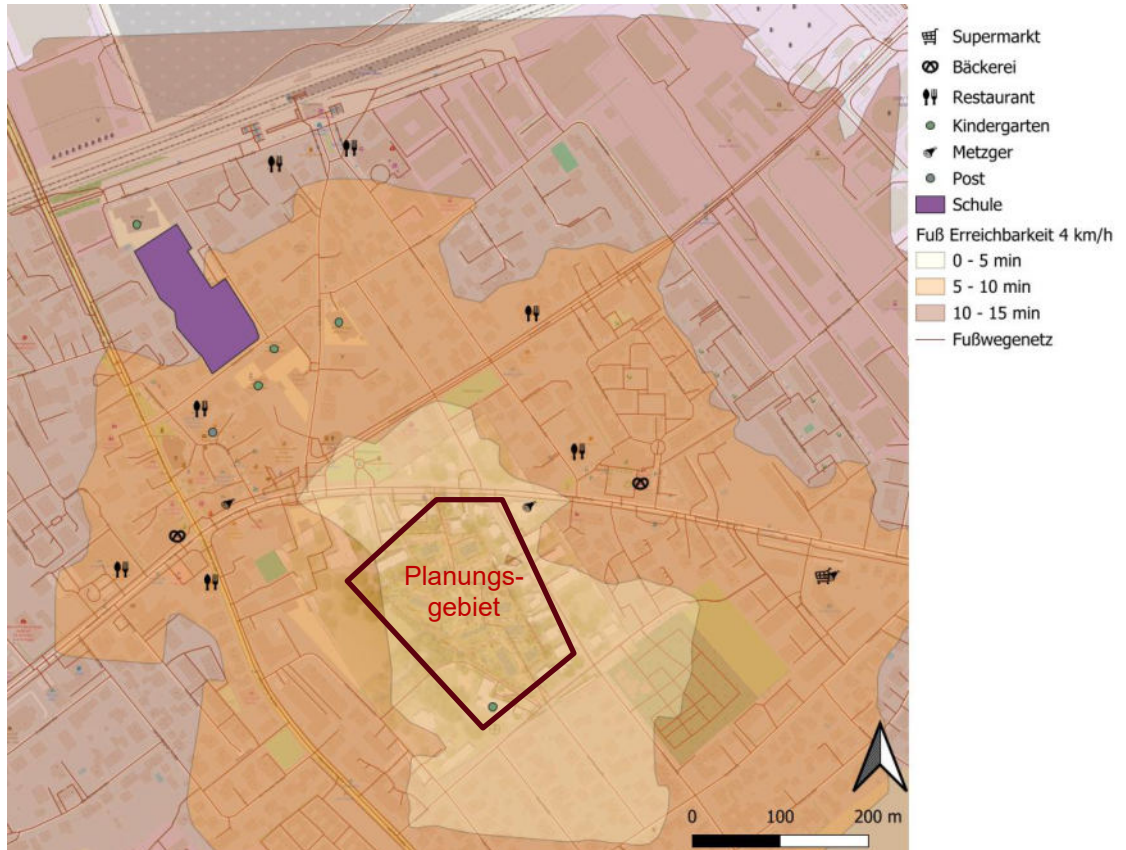 Supermarkt
Bäckerei
Restaurant
Kindergarten
Metzger
Post
Schule
Fuß Erreichbarkeit 4 km/h
0 - 5 min
5 - 10 min
10 - 15 min
Fußwegenetz
Planungs-
gebiet
0 100 200 m